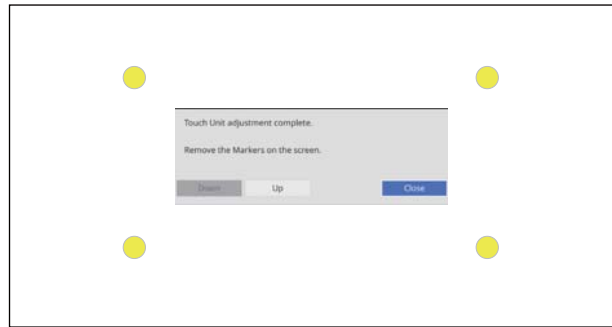 Touch Unit adjustment complete.
Remove the Markers on the screen.
Down Up Close